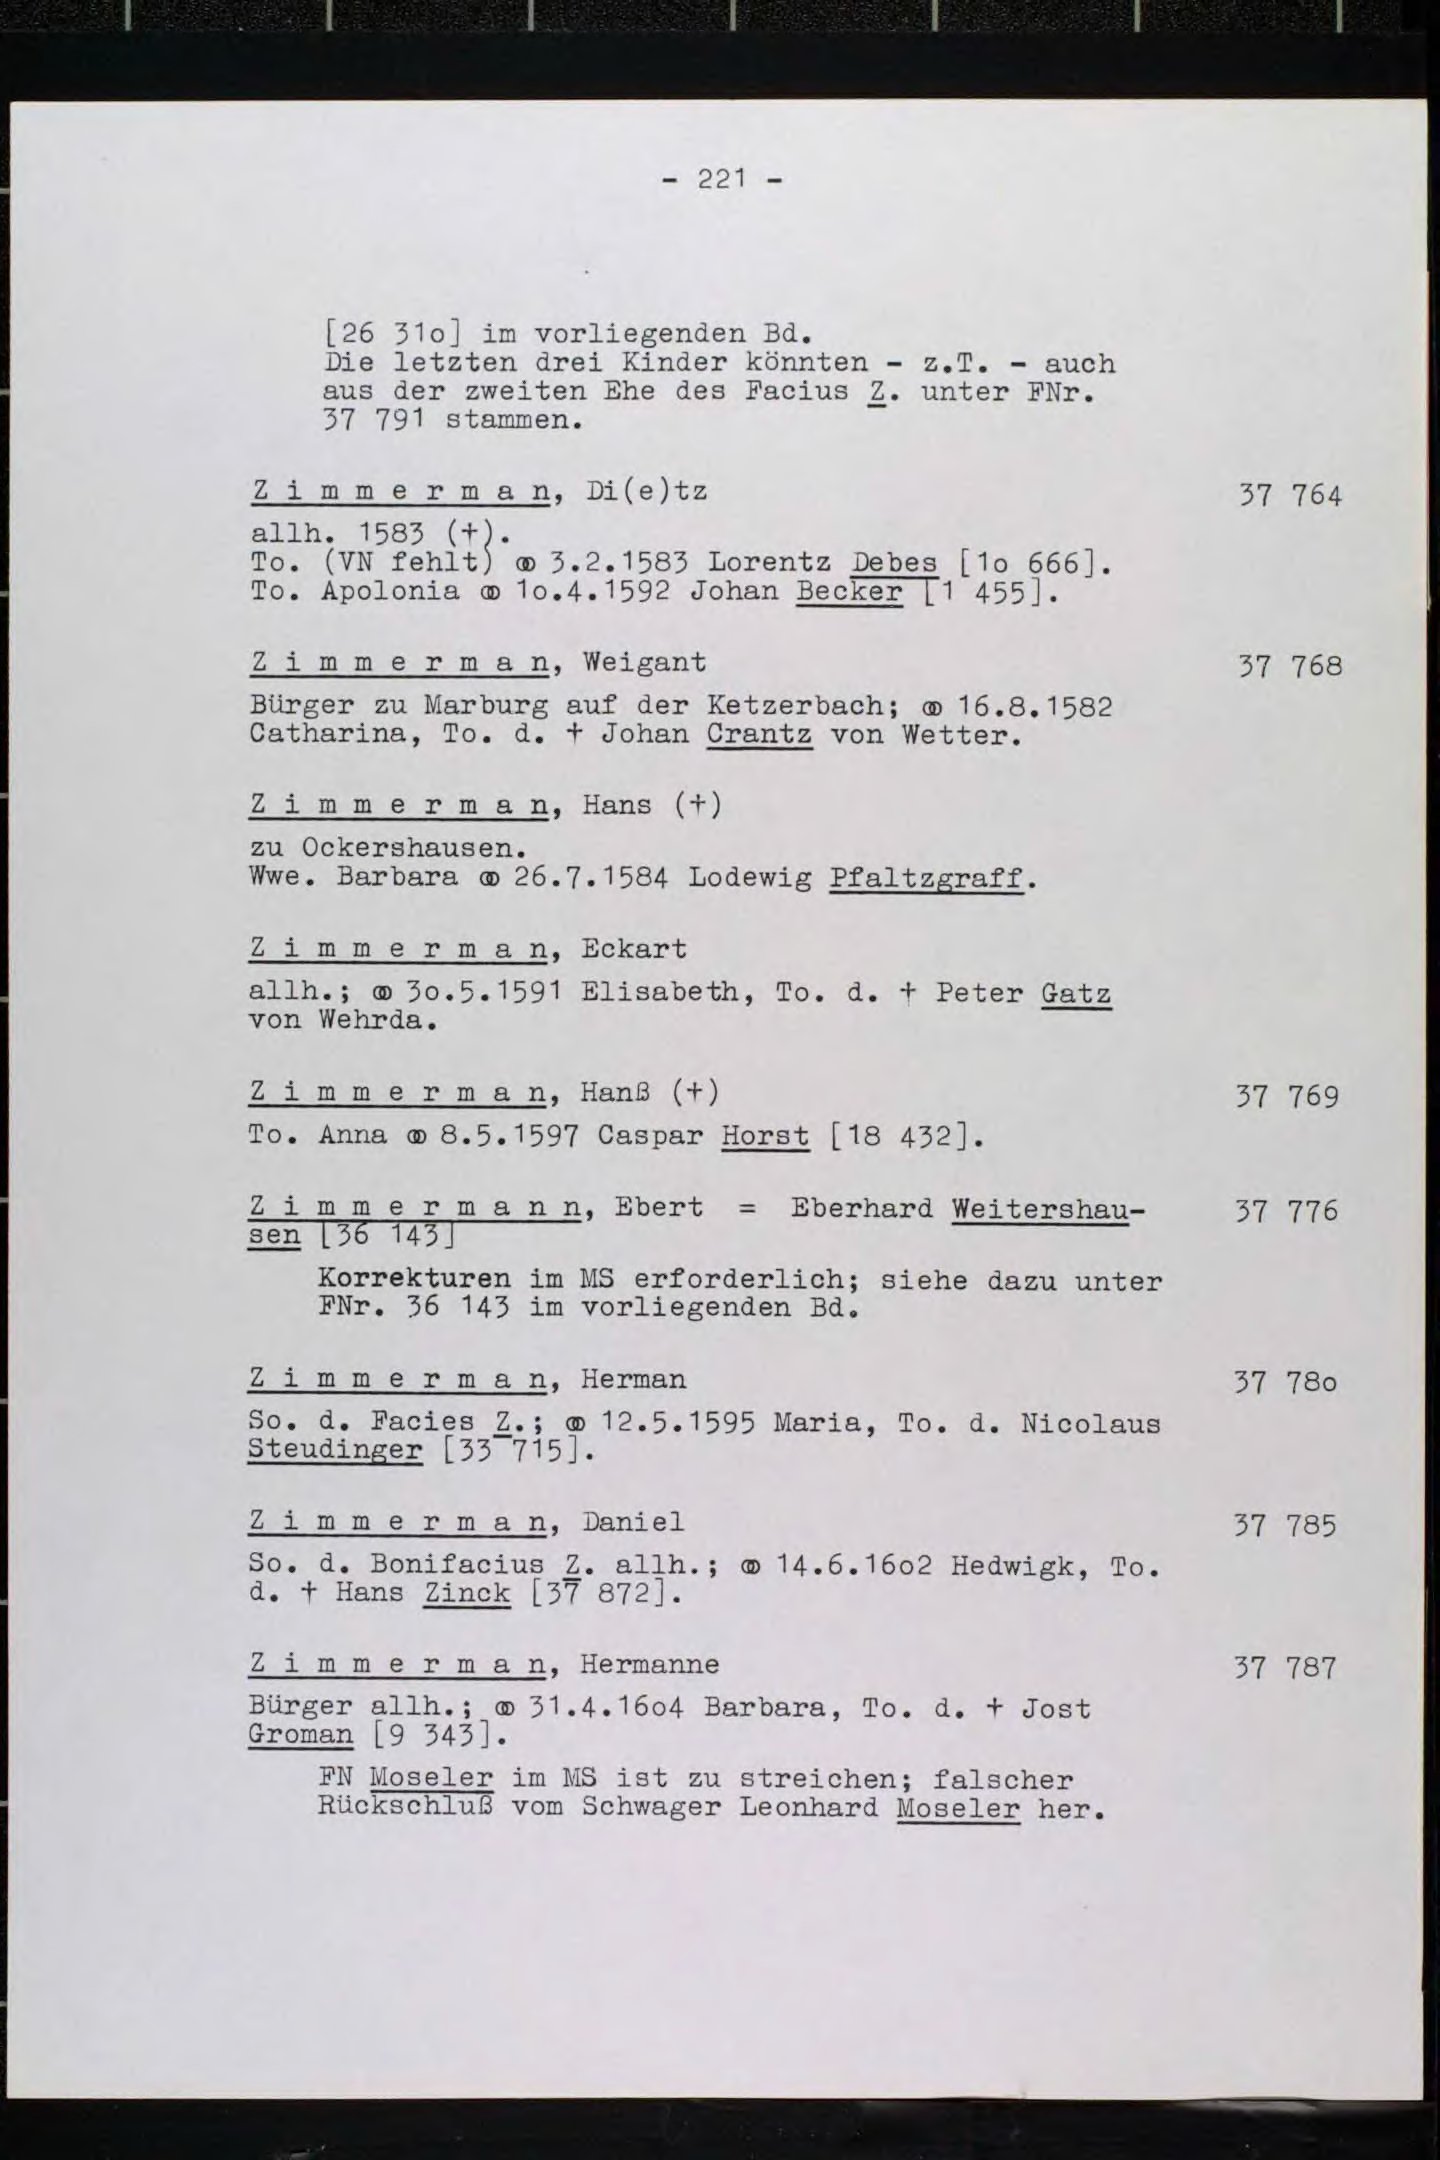 - 221 -
[26 31o] im vorliegenden Bd.
Die letzten drei Kinder könnten - z.T. - auch
aus der zweiten Ehe des Facius Z. unter FNr.
37 791 stammen.
Z i m m e r m a n, Di(e)tz 37 764
allh. 1583 (+).
To. (VN fehlt) ⚭ 3.2.1583 Lorentz Debes [1o 666].
To. Apolonia ⚭ 1o.4.1592 Johan Becker [1 455].
Z i m m e r m a n, Weigant 37 768
Bürger zu Marburg auf der Ketzerbach; ⚭ 16.8.1582
Catharina, To. d. + Johan Crantz von Wetter.
Z i m m e r m a n, Hans (+)
zu Ockershausen.
Wwe. Barbara ⚭ 26.7.1584 Lodewig Pfaltzgraff.
Z i m m e r m a n, Eckart
allh.; ⚭ 3o.5.1591 Elisabeth, To. d. + Peter Gatz
von Wehrda.
Z i m m e r m a n, Hanß (+) 37 769
To. Anna ⚭ 8.5.1597 Caspar Horst [18 432].
Z i m m e r m a n n, Ebert = Eberhard Weitershau- 37 776
sen [36 143]
Korrekturen im MS erforderlich; siehe dazu unter
FNr. 36 143 im vorliegenden Bd.
Z i m m e r m a n, Herman 37 78o
So. d. Facies Z.; ⚭ 12.5.1595 Maria, To. d. Nicolaus
Steudinger [33 715].
Z i m m e r m a n, Daniel 37 785
So. d. Bonifacius Z. allh.; ⚭ 14.6.16o2 Hedwigk, To.
d. + Hans Zinck [37 872].
Z i m m e r m a n, Hermanne 37 787
Bürger allh.; ⚭ 31.4.16o4 Barbara, To. d. + Jost
Groman [9 343].
FN Moseler im MS ist zu streichen; falscher
Rückschluß vom Schwager Leonhard Moseler her.